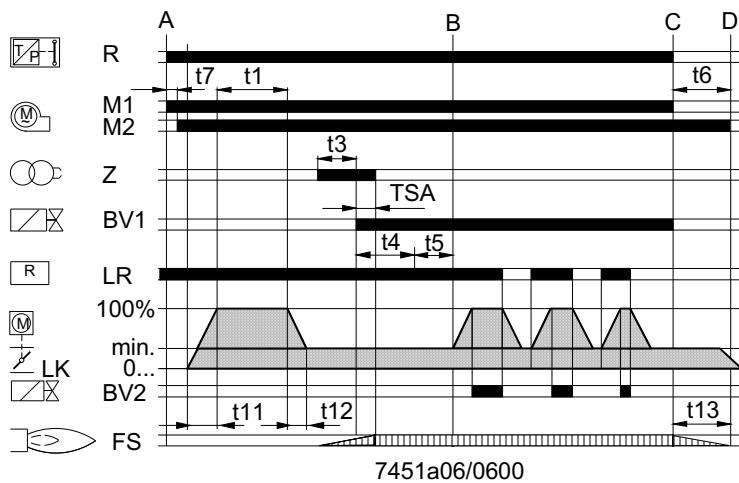 A B C D
T/P R
t7 t1 t6
M1
M~ M2
t3
Z
TSA
BV1
t4 t5
R LR
100%
M
min.
LK 0...
BV2
t11 t12 t13
FS
7451a06/0600